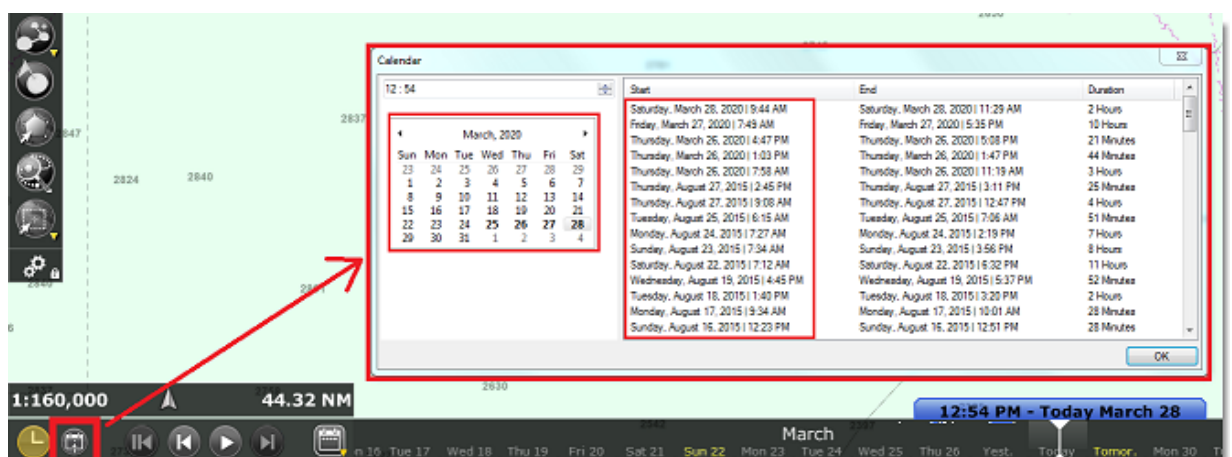 2847
2824
2840
2837
Calendar
12:54
March, 2020
Sun Mon Tue Wed Thu Fri Sat
23 24 25 26 27 28 29
1 2 3 4 5 6 7
8 9 10 11 12 13 14
15 16 17 18 19 20 21
22 23 24 25 26 27 28
29 30 31 1 2 3 4
Start End Duration
Saturday, March 28, 2020 | 9:44 AM Saturday, March 28, 2020 | 11:29 AM 2 Hours
Friday, March 27, 2020 | 7:49 AM Friday, March 27, 2020 | 5:35 PM 10 Hours
Thursday, March 26, 2020 | 4:47 PM Thursday, March 26, 2020 | 5:08 PM 21 Minutes
Thursday, March 26, 2020 | 1:03 PM Thursday, March 26, 2020 | 1:47 PM 44 Minutes
Thursday, March 26, 2020 | 7:58 AM Thursday, March 26, 2020 | 11:19 AM 3 Hours
Thursday, August 27, 2015 | 2:45 PM Thursday, August 27, 2015 | 3:11 PM 25 Minutes
Thursday, August 27, 2015 | 9:08 AM Thursday, August 27, 2015 | 12:47 PM 4 Hours
Tuesday, August 25, 2015 | 6:15 AM Tuesday, August 25, 2015 | 7:06 AM 51 Minutes
Monday, August 24, 2015 | 7:27 AM Monday, August 24, 2015 | 2:19 PM 7 Hours
Sunday, August 23, 2015 | 7:34 AM Sunday, August 23, 2015 | 3:56 PM 8 Hours
Saturday, August 22, 2015 | 7:12 AM Saturday, August 22, 2015 | 6:32 PM 11 Hours
Wednesday, August 19, 2015 | 4:45 PM Wednesday, August 19, 2015 | 5:37 PM 52 Minutes
Tuesday, August 18, 2015 | 1:40 PM Tuesday, August 18, 2015 | 3:20 PM 2 Hours
Monday, August 17, 2015 | 9:34 AM Monday, August 17, 2015 | 10:01 AM 28 Minutes
Sunday, August 16, 2015 | 12:23 PM Sunday, August 16, 2015 | 12:51 PM 28 Minutes
OK
2630
1:160,000 44.32 NM
12:54 PM - Today March 28
March
n 16 Tue 17 Wed 18 Thu 19 Fri 20 Sat 21 Sun 22 Mon 23 Tue 24 Wed 25 Thu 26 Yest. Today Tomor. Mon 30 T